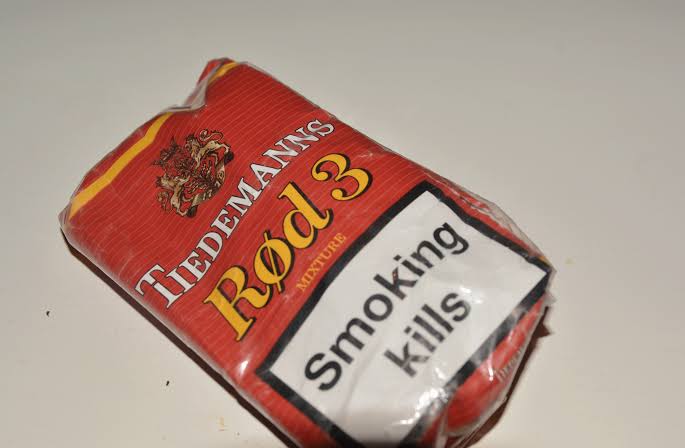 TIEDEMANNS
Rød 3
MIXTURE
Smoking
kills